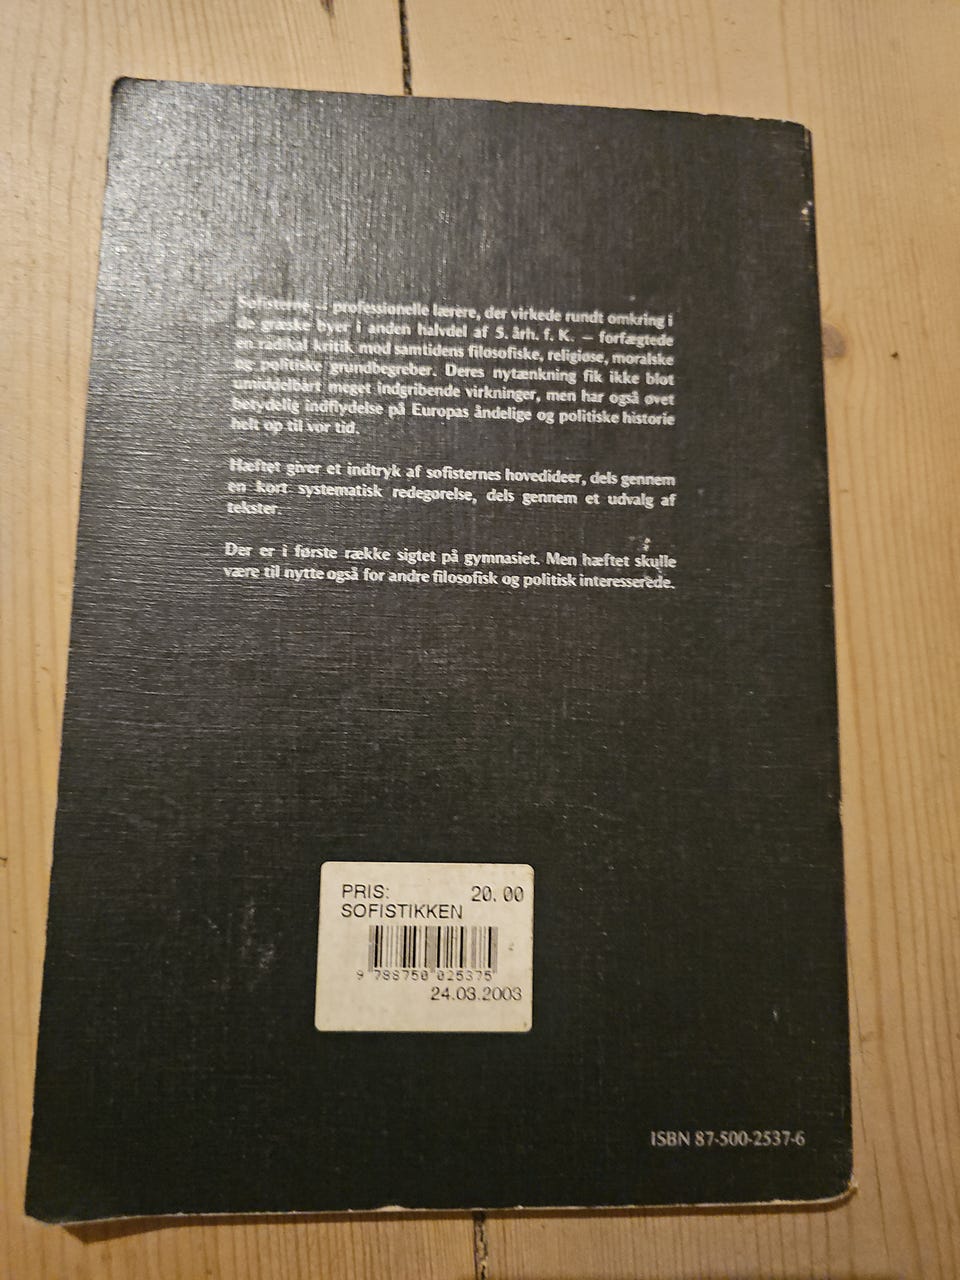 Sofisterne — professionelle lærere, der virkede rundt omkring i
de græske byer i anden halvdel af 5. årh. f. K. — forfægtede
en radikal kritik mod samtidens filosofiske, religiøse, moralske
og politiske grundbegreber. Deres nytænkning fik ikke blot
umiddelbart meget indgribende virkninger, men har også øvet
betydelig indflydelse på Europas åndelige og politiske historie
helt op til vor tid.
Hæftet giver et indtryk af sofisternes hovedideer, dels gennem
en kort systematisk redegørelse, dels gennem et udvalg af
tekster.
Der er i første række sigtet på gymnasiet. Men hæftet skulle
være til nytte også for andre filosofisk og politisk interesserede.
PRIS: 20.00
SOFISTIKKEN
2
9 788750 025375
24.03.2003
ISBN 87-500-2537-6